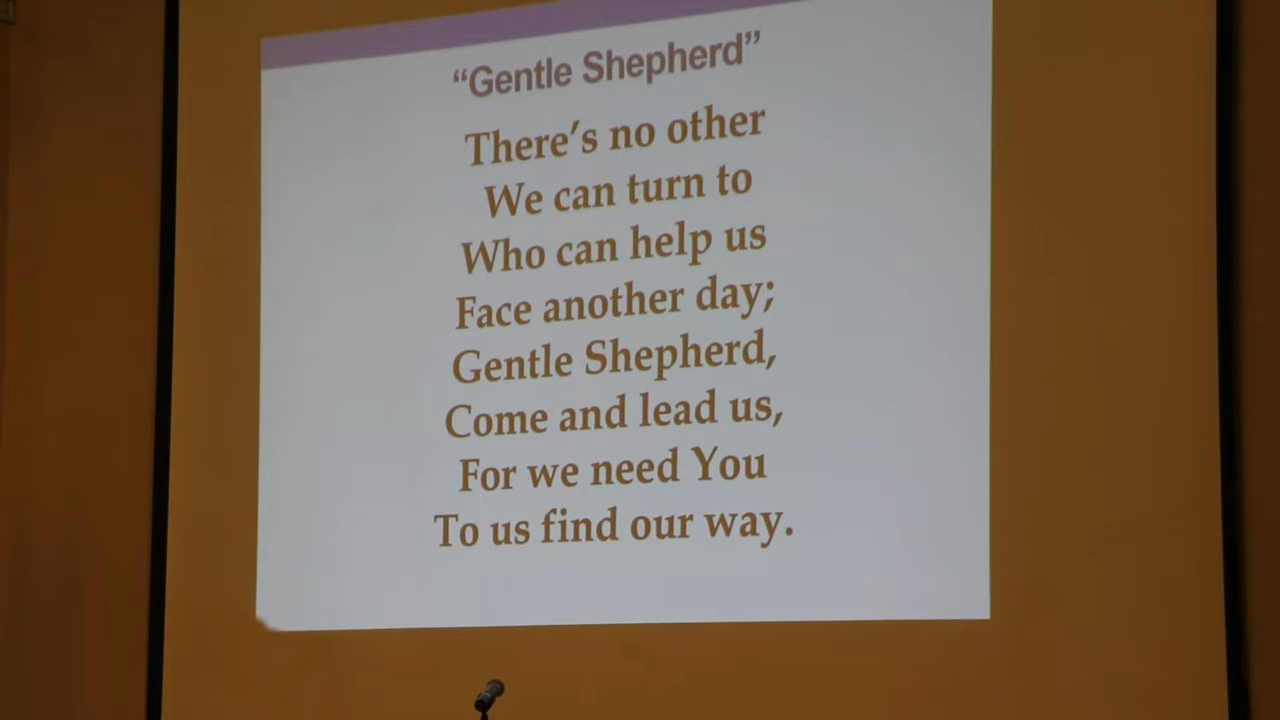 “Gentle Shepherd”
There’s no other
We can turn to
Who can help us
Face another day;
Gentle Shepherd,
Come and lead us,
For we need You
To us find our way.